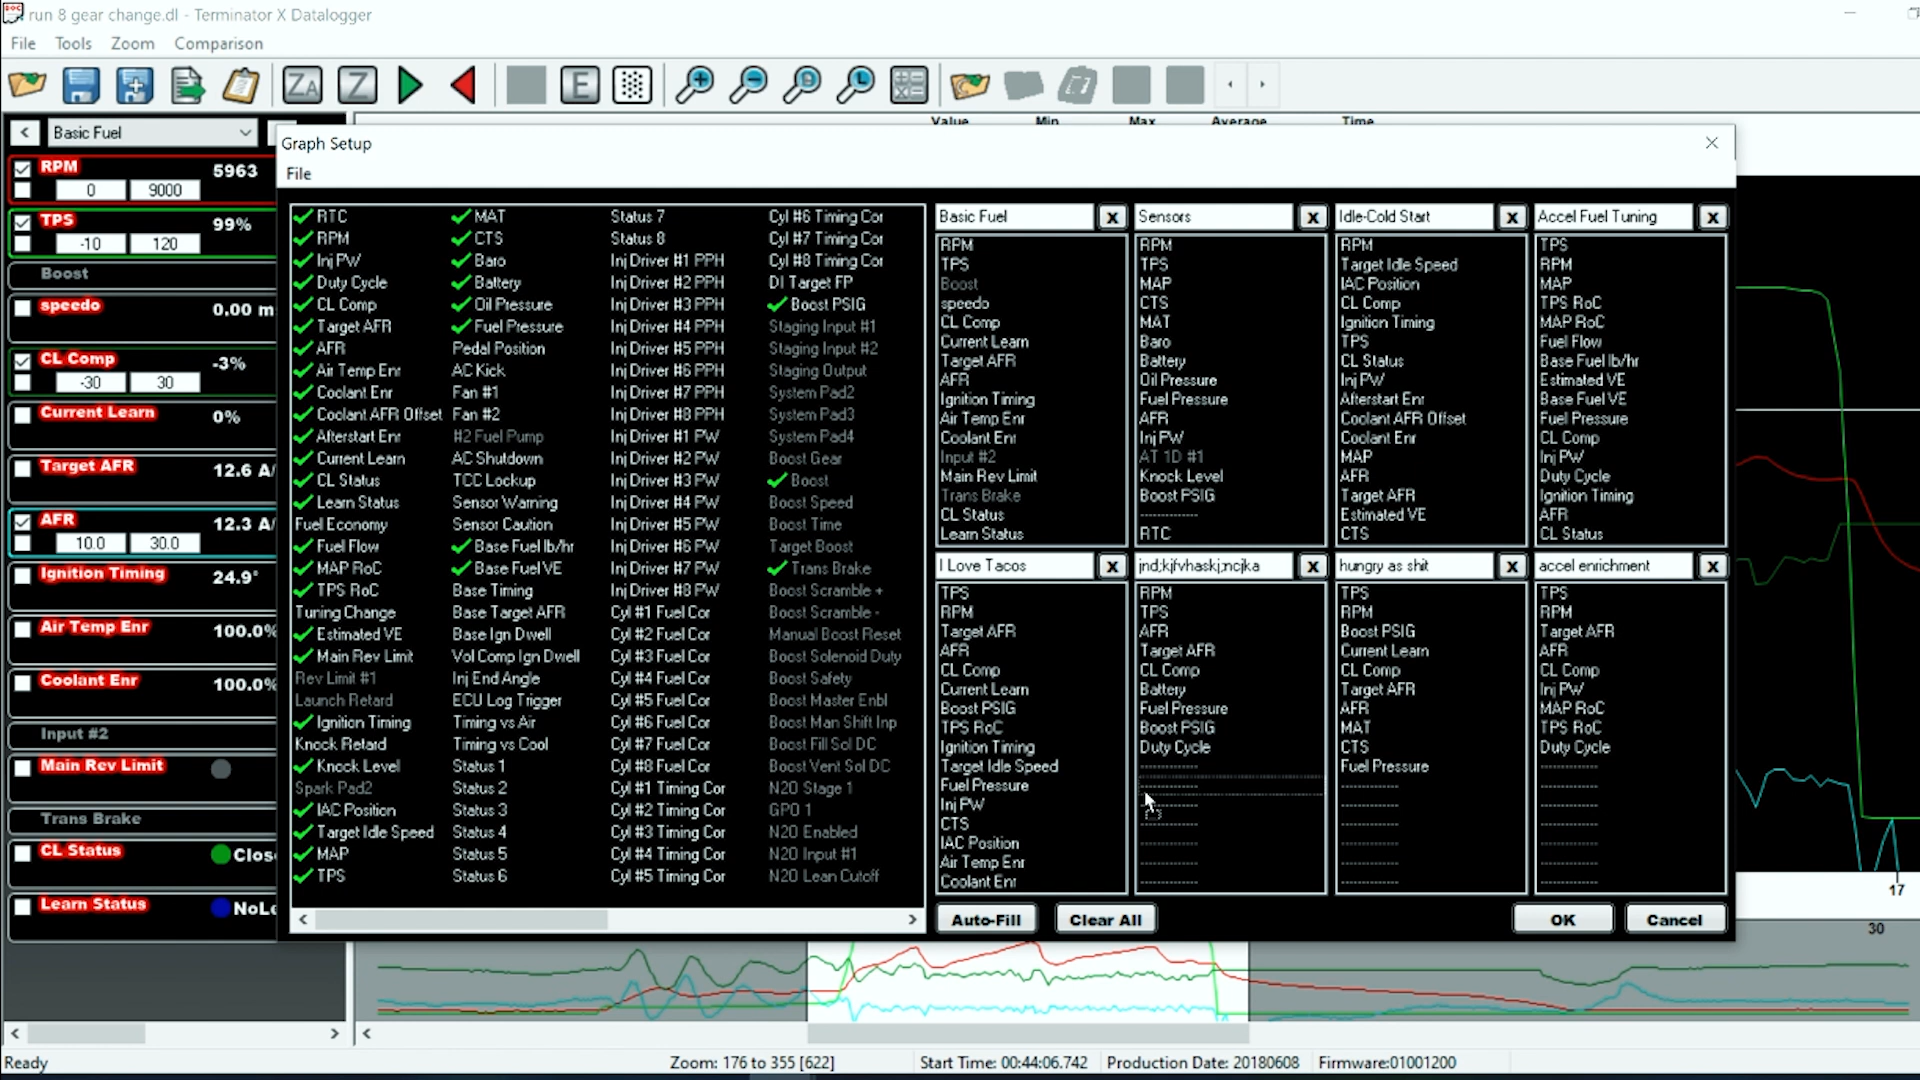 run 8 gear change.dl - Terminator X Datalogger
File Tools Zoom Comparison
ZA Z E
Basic Fuel
Value Min Max Average Time
RPM 5963
0 9000
TPS 99%
-10 120
Boost
speedo 0.00 m
CL Comp -3%
-30 30
Current Learn 0%
Target AFR 12.6 A/
AFR 12.3 A/
10.0 30.0
Ignition Timing 24.9°
Air Temp Enr 100.0%
Coolant Enr 100.0%
Input #2
Main Rev Limit
Trans Brake
CL Status Clos
Learn Status NoLe
Graph Setup
File
RTC
RPM
Inj PW
Duty Cycle
CL Comp
Target AFR
AFR
Air Temp Enr
Coolant Enr
Coolant AFR Offset
Afterstart Enr
Current Learn
CL Status
Learn Status
Fuel Economy
Fuel Flow
MAP RoC
TPS RoC
Tuning Change
Estimated VE
Main Rev Limit
Rev Limit #1
Launch Retard
Ignition Timing
Knock Retard
Knock Level
Spark Pad2
IAC Position
Target Idle Speed
MAP
TPS
MAT
CTS
Baro
Battery
Oil Pressure
Fuel Pressure
Pedal Position
AC Kick
Fan #1
Fan #2
#2 Fuel Pump
AC Shutdown
TCC Lockup
Sensor Warning
Sensor Caution
Base Fuel lb/hr
Base Fuel VE
Base Timing
Base Target AFR
Base Ign Dwell
Vol Comp Ign Dwell
Inj End Angle
ECU Log Trigger
Timing vs Air
Timing vs Cool
Status 1
Status 2
Status 3
Status 4
Status 5
Status 6
Status 7
Status 8
Inj Driver #1 PPH
Inj Driver #2 PPH
Inj Driver #3 PPH
Inj Driver #4 PPH
Inj Driver #5 PPH
Inj Driver #6 PPH
Inj Driver #7 PPH
Inj Driver #8 PPH
Inj Driver #1 PW
Inj Driver #2 PW
Inj Driver #3 PW
Inj Driver #4 PW
Inj Driver #5 PW
Inj Driver #6 PW
Inj Driver #7 PW
Inj Driver #8 PW
Cyl #1 Fuel Cor
Cyl #2 Fuel Cor
Cyl #3 Fuel Cor
Cyl #4 Fuel Cor
Cyl #5 Fuel Cor
Cyl #6 Fuel Cor
Cyl #7 Fuel Cor
Cyl #8 Fuel Cor
Cyl #1 Timing Cor
Cyl #2 Timing Cor
Cyl #3 Timing Cor
Cyl #4 Timing Cor
Cyl #5 Timing Cor
Cyl #6 Timing Cor
Cyl #7 Timing Cor
Cyl #8 Timing Cor
DI Target FP
Boost PSIG
Staging Input #1
Staging Input #2
Staging Output
System Pad2
System Pad3
System Pad4
Boost Gear
Boost
Boost Speed
Boost Time
Target Boost
Trans Brake
Boost Scramble +
Boost Scramble -
Manual Boost Reset
Boost Solenoid Duty
Boost Safety
Boost Master Enbl
Boost Man Shift Inp
Boost Fill Sol DC
Boost Vent Sol DC
N2O Stage 1
GPO 1
N2O Enabled
N2O Input #1
N2O Lean Cutoff
Basic Fuel X
RPM
TPS
Boost
speedo
CL Comp
Current Learn
Target AFR
AFR
Ignition Timing
Air Temp Enr
Coolant Enr
Input #2
Main Rev Limit
Trans Brake
CL Status
Learn Status
Sensors X
RPM
TPS
MAP
CTS
MAT
Baro
Battery
Oil Pressure
Fuel Pressure
AFR
Inj PW
AT 1D #1
Knock Level
Boost PSIG
-------------
RTC
Idle-Cold Start X
RPM
Target Idle Speed
IAC Position
CL Comp
Ignition Timing
TPS
CL Status
Inj PW
Afterstart Enr
Coolant AFR Offset
Coolant Enr
MAP
AFR
Target AFR
Estimated VE
CTS
Accel Fuel Tuning X
TPS
RPM
MAP
TPS RoC
MAP RoC
Fuel Flow
Base Fuel lb/hr
Estimated VE
Base Fuel VE
Fuel Pressure
CL Comp
Inj PW
Duty Cycle
Ignition Timing
AFR
CL Status
I Love Tacos X
TPS
RPM
Target AFR
AFR
CL Comp
Current Learn
Boost PSIG
TPS RoC
Ignition Timing
Target Idle Speed
Fuel Pressure
Inj PW
CTS
IAC Position
Air Temp Enr
Coolant Enr
jnd;kjfvhaskj;ncjka X
RPM
TPS
AFR
Target AFR
CL Comp
Battery
Fuel Pressure
Boost PSIG
Duty Cycle
hungry as shit X
TPS
RPM
Boost PSIG
Current Learn
CL Comp
Target AFR
AFR
MAT
CTS
Fuel Pressure
accel enrichment X
TPS
RPM
Target AFR
AFR
CL Comp
Inj PW
MAP RoC
TPS RoC
Duty Cycle
Auto-Fill Clear All OK Cancel
17
30
Ready Zoom: 176 to 355 [622] Start Time: 00:44:06.742 Production Date: 20180608 Firmware:01001200